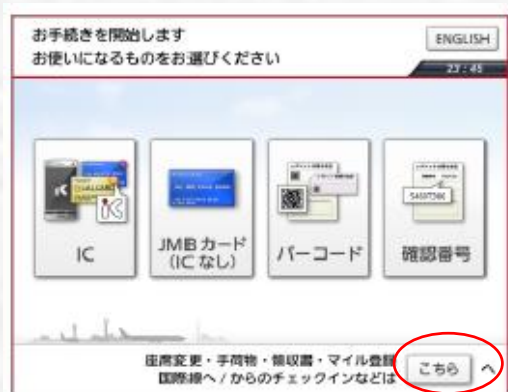 お手続きを開始します
お使いになるものをお選びください
ENGLISH
23:45
IC
JMBカード
(ICなし)
バーコード
確認番号
座席変更・手荷物・領収書・マイル登録
国際線へ/からのチェックインなどは
こちら
へ